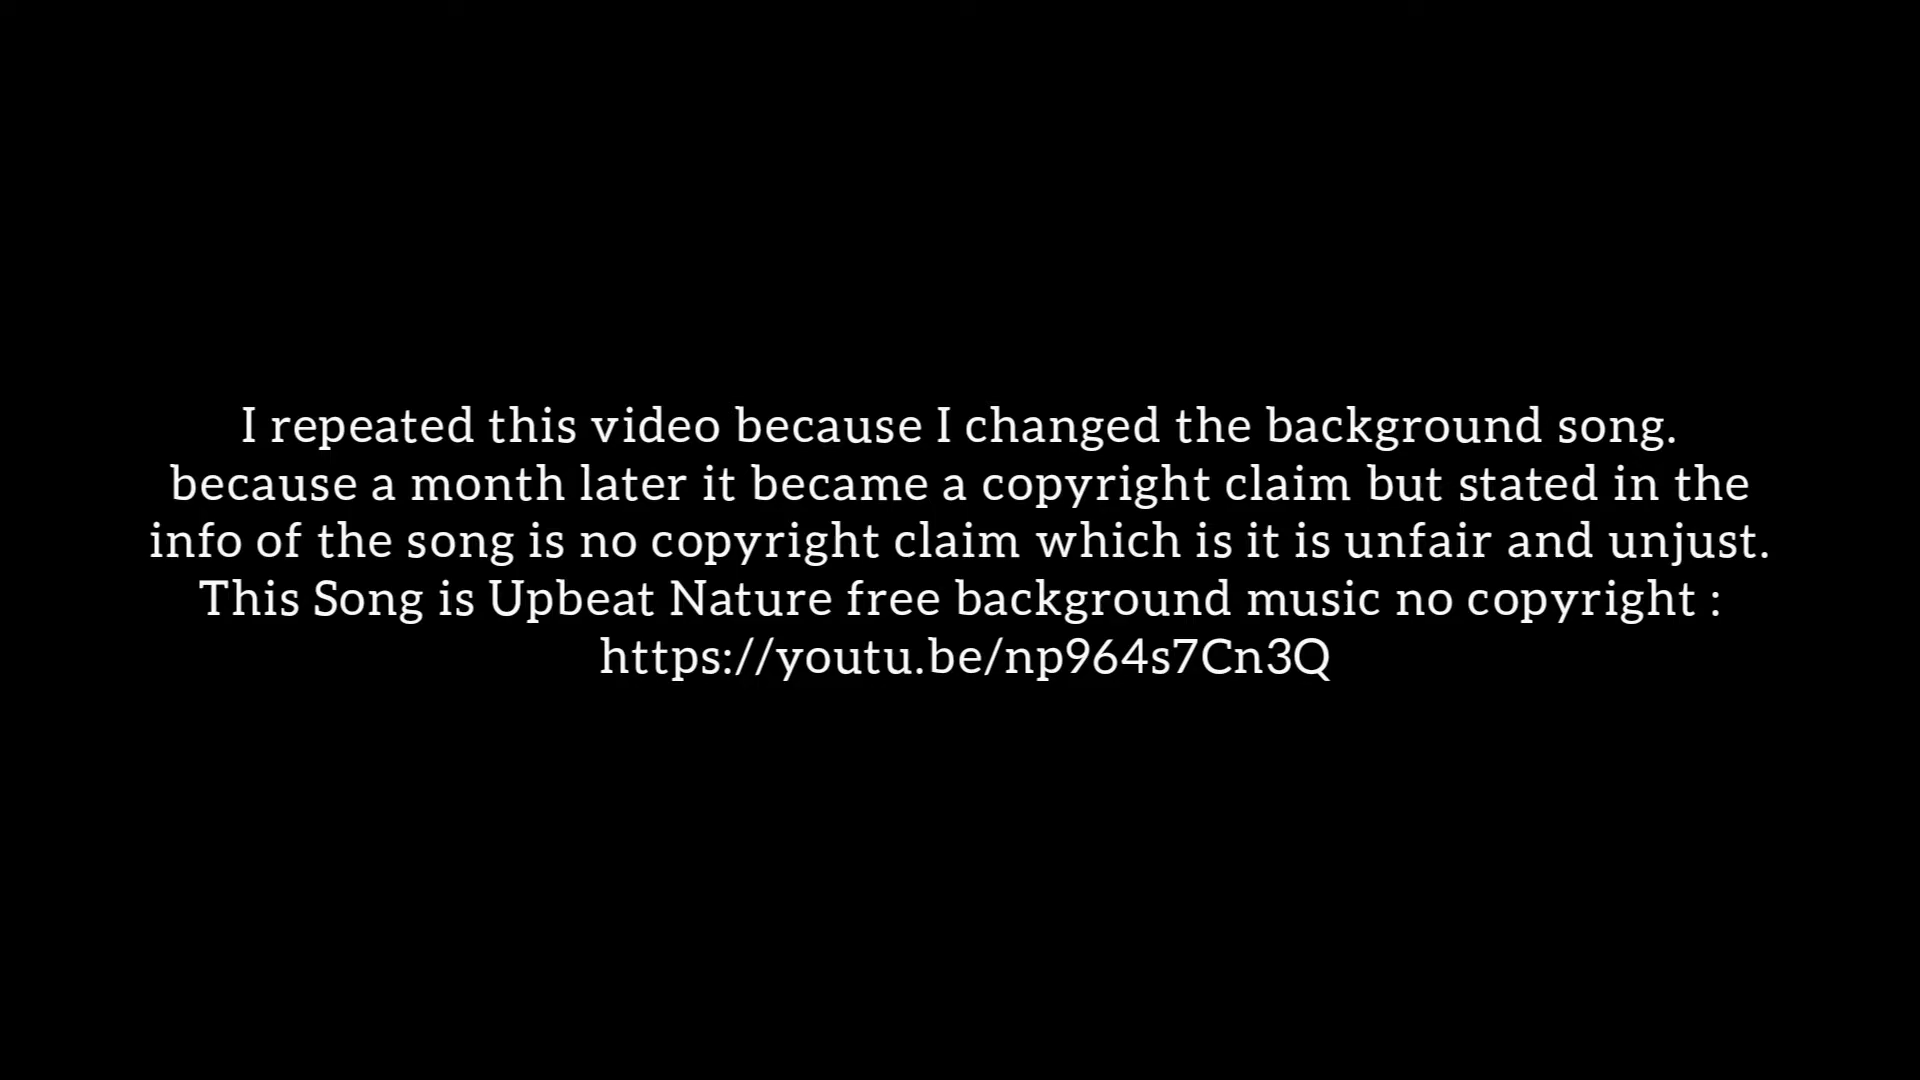 I repeated this video because I changed the background song.
because a month later it became a copyright claim but stated in the
info of the song is no copyright claim which is it is unfair and unjust.
This Song is Upbeat Nature free background music no copyright :
https://youtu.be/np964s7Cn3Q